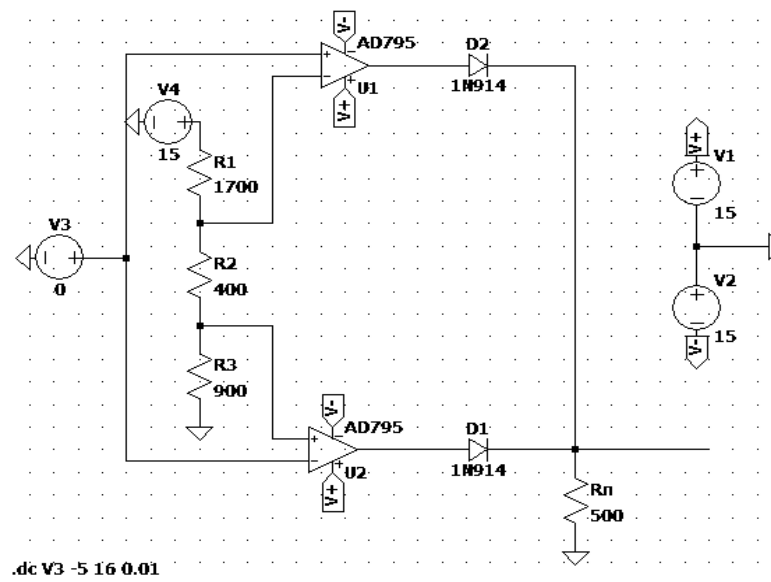 V-
AD795
D2
1N914
U1
V+
V4
15
R1
1700
V+
V1
15
V3
0
R2
400
V2
15
V-
R3
900
V-
AD795
D1
1N914
U2
V+
Rn
500
.dc V3 -5 16 0.01